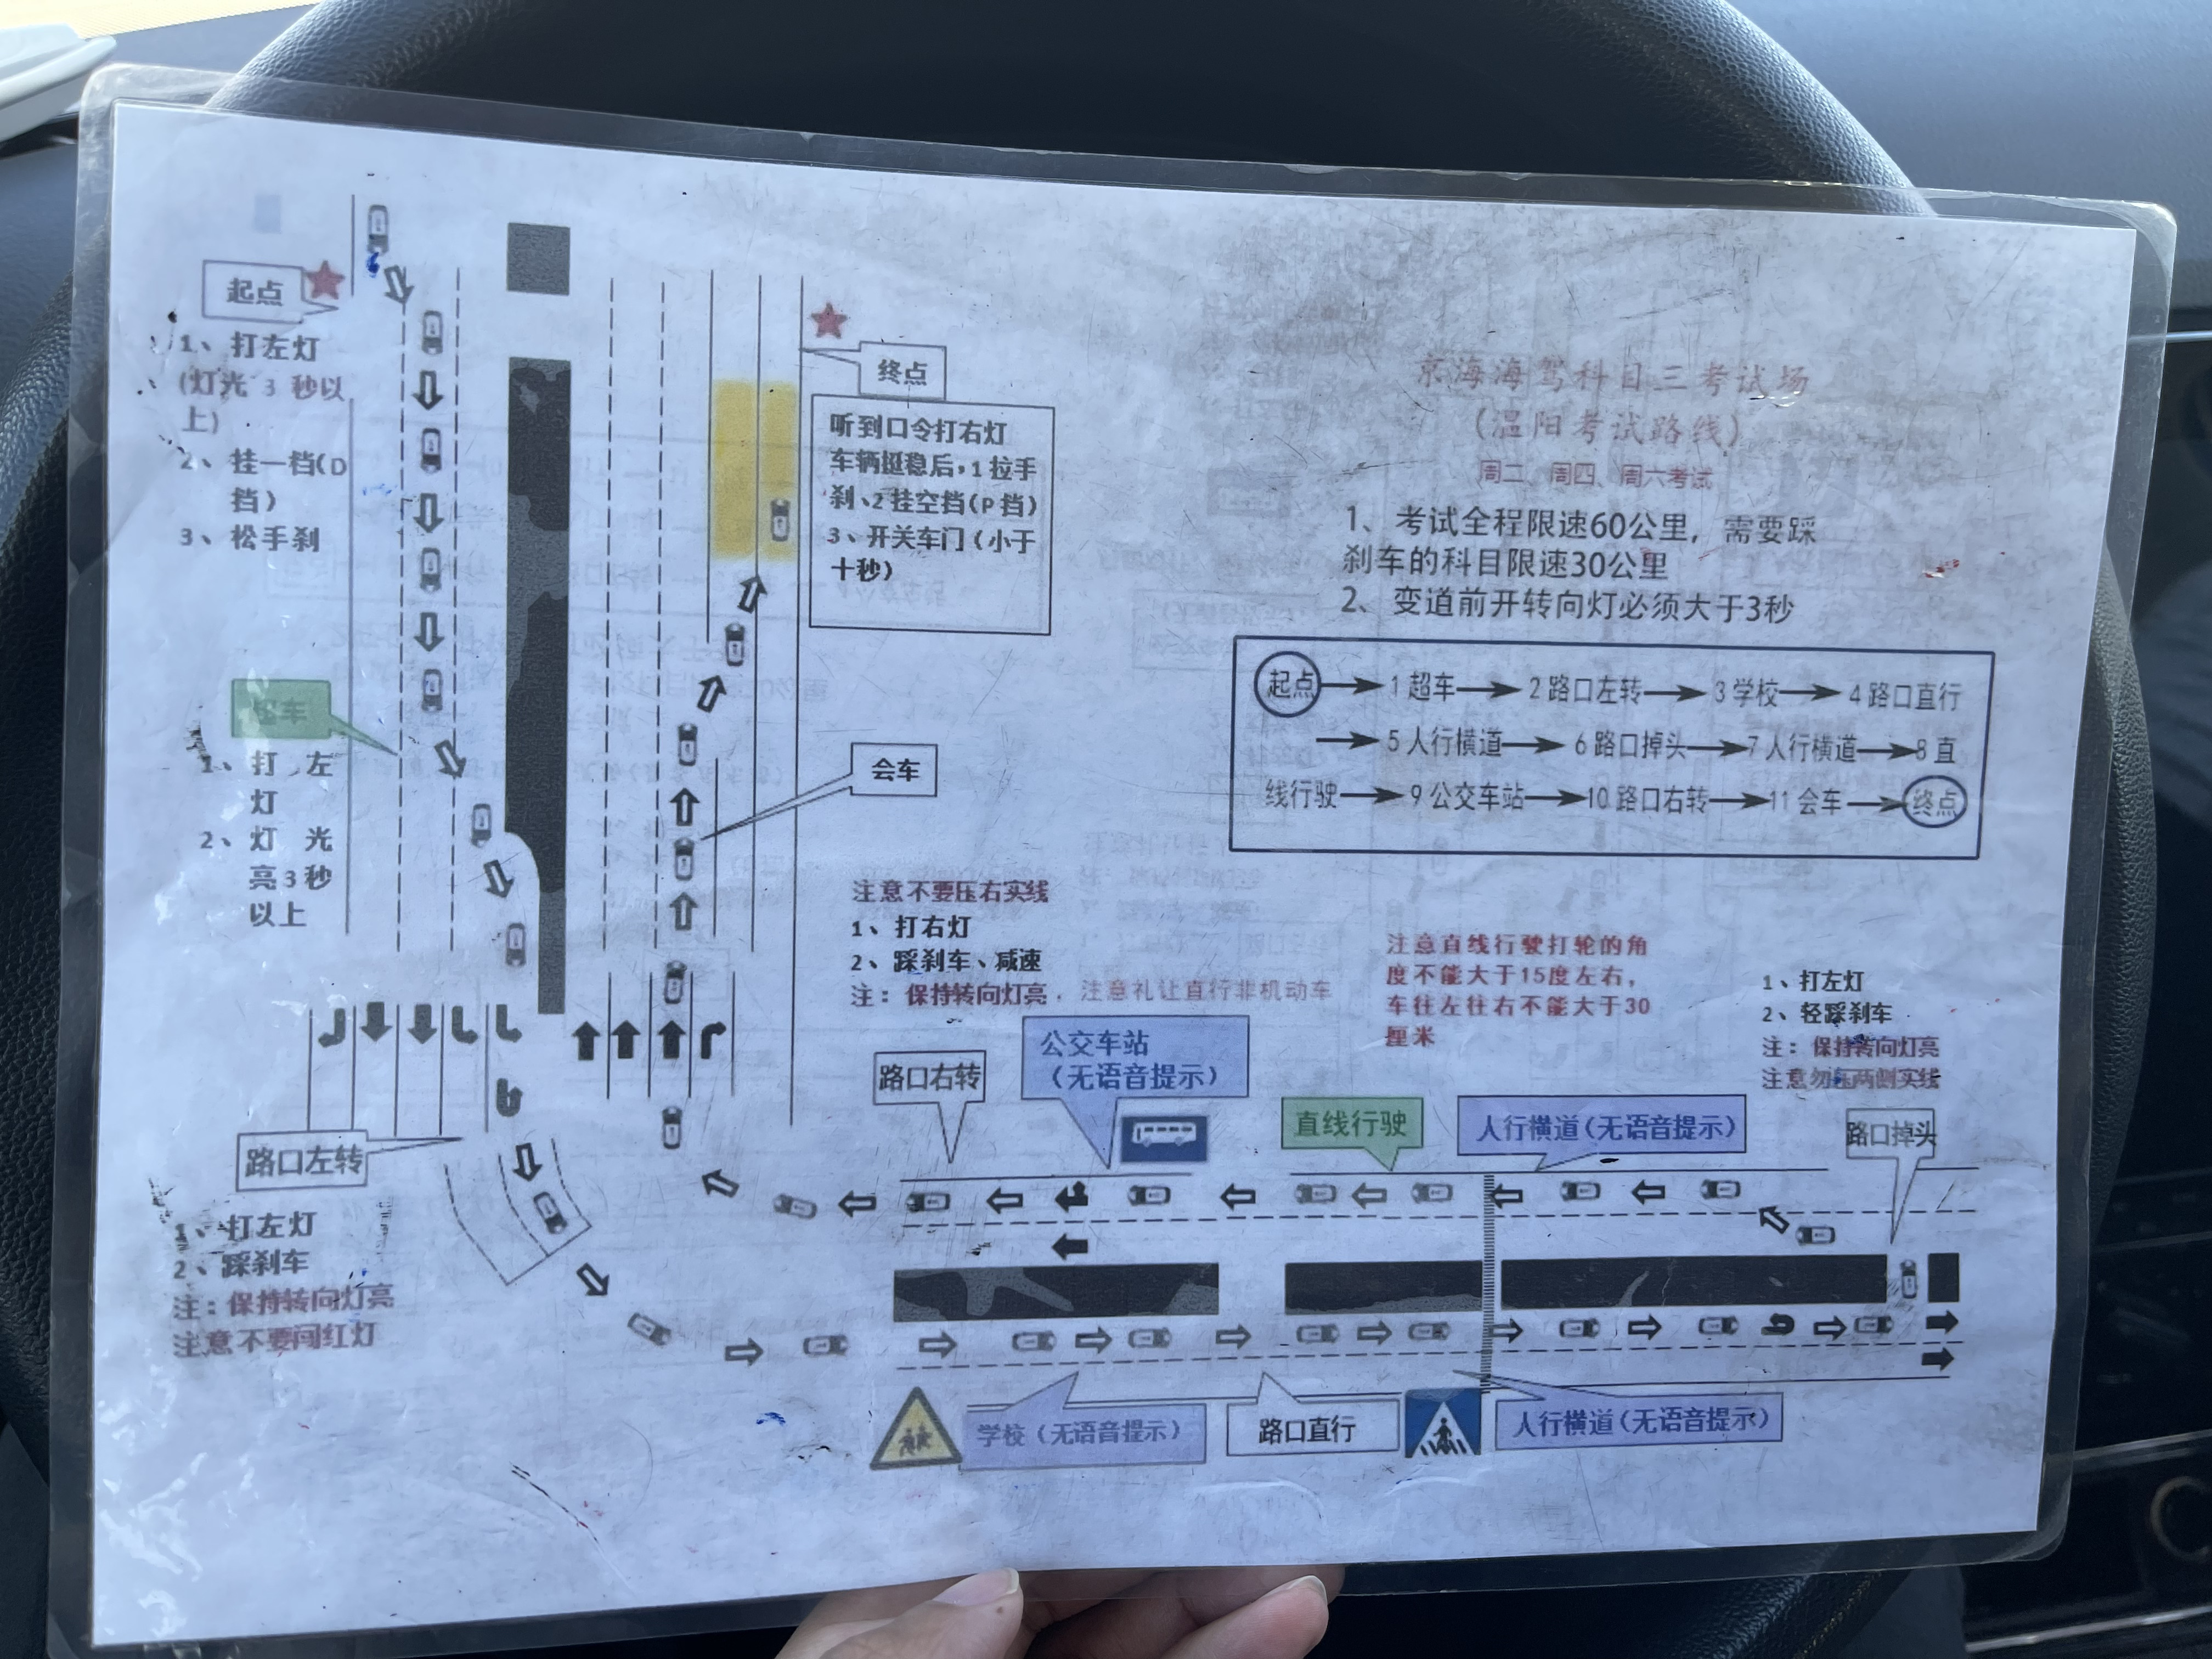 京海海驾科目三考试场
(温阳考试路线)
周二、周四、周六考试
1、考试全程限速60公里，需要踩
刹车的科目限速30公里
2、变道前开转向灯必须大于3秒
起点→1 超车→2 路口左转→3 学校→4 路口直行
→5 人行横道→6 路口掉头→7 人行横道→8 直
线行驶→9 公交车站→10 路口右转→11 会车→终点
起点
1、打左灯
(灯光 3 秒以
上)
2、挂一档(D
挡)
3、松手刹
终点
听到口令打右灯
车辆挺稳后，1 拉手
刹、2 挂空挡(P 挡)
3、开关车门(小于
十秒)
超车
1、打 左
灯
2、灯 光
亮 3 秒
以上
会车
注意不要压右实线
1、打右灯
2、踩刹车、减速
注：保持转向灯亮，注意礼让直行非机动车
注意直线行驶打轮的角
度不能大于15度左右，
车往左往右不能大于30
厘米
1、打左灯
2、轻踩刹车
注：保持转向灯亮
注意勿压两侧实线
路口右转
公交车站
(无语音提示)
直线行驶
人行横道(无语音提示)
路口掉头
路口左转
1、打左灯
2、踩刹车
注：保持转向灯亮
注意不要闯红灯
学校(无语音提示)
路口直行
人行横道(无语音提示)